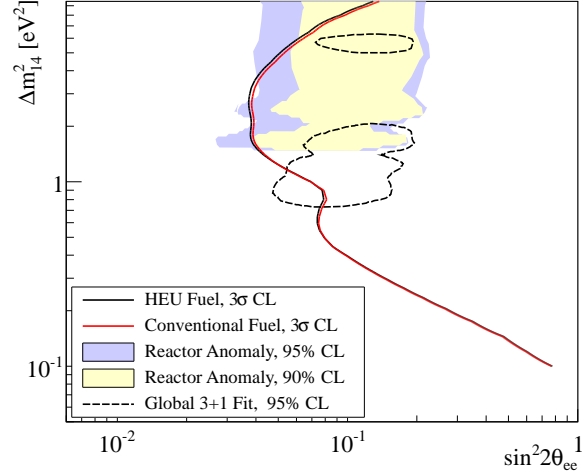 Δm²₁₄ [eV²]
1
10⁻¹
HEU Fuel, 3σ CL
Conventional Fuel, 3σ CL
Reactor Anomaly, 95% CL
Reactor Anomaly, 90% CL
Global 3+1 Fit, 95% CL
10⁻² 10⁻¹ 1
sin²2θee